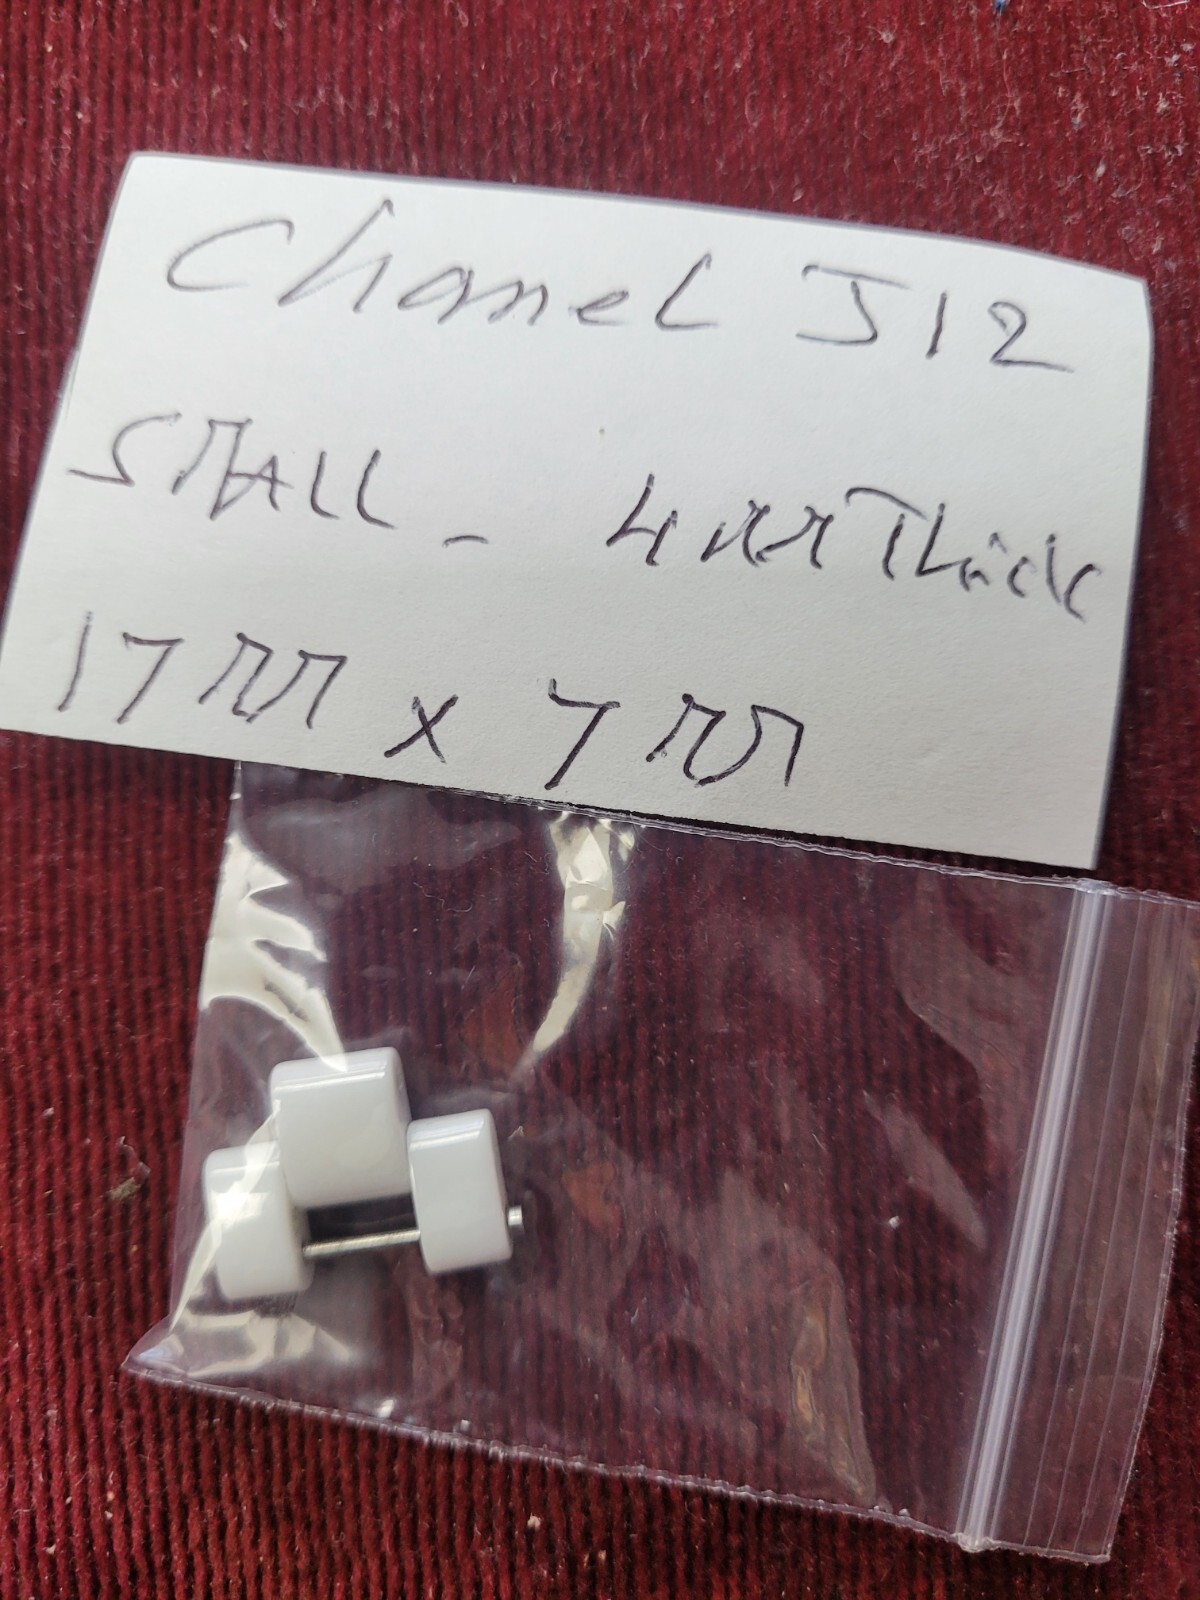 Chanel J12
SMALL - 4mm Thick
17mm x 7mm